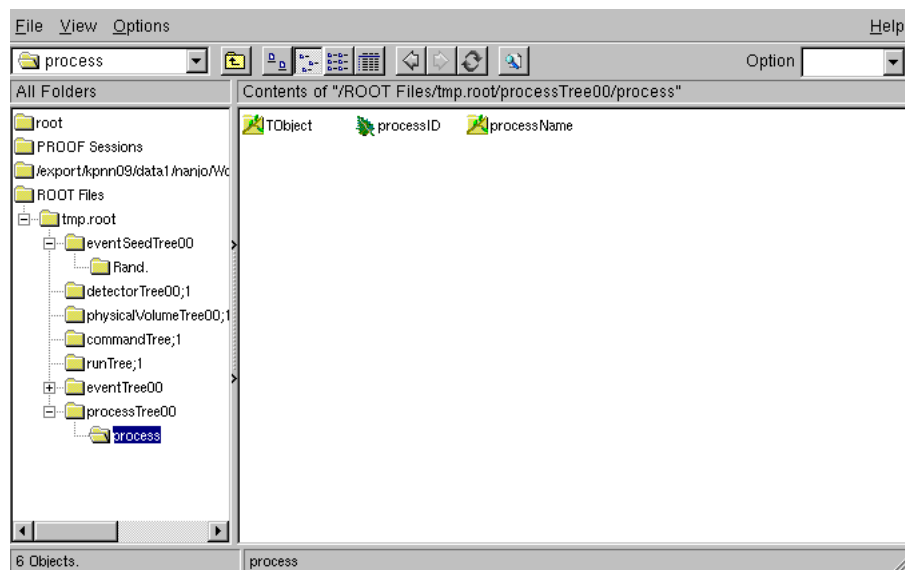 File View Options Help
process Option
All Folders Contents of "/ROOT Files/tmp.root/processTree00/process"
root
PROOF Sessions
/export/kpnn09/data1/nanjo/Wo
ROOT Files
tmp.root
eventSeedTree00
Rand.
detectorTree00;1
physicalVolumeTree00;1
commandTree;1
runTree;1
eventTree00
processTree00
process
TObject processID processName
6 Objects. process